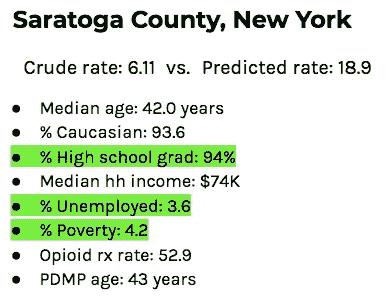 Saratoga County, New York
Crude rate: 6.11 vs. Predicted rate: 18.9
● Median age: 42.0 years
● % Caucasian: 93.6
● % High school grad: 94%
● Median hh income: $74K
● % Unemployed: 3.6
● % Poverty: 4.2
● Opioid rx rate: 52.9
● PDMP age: 43 years